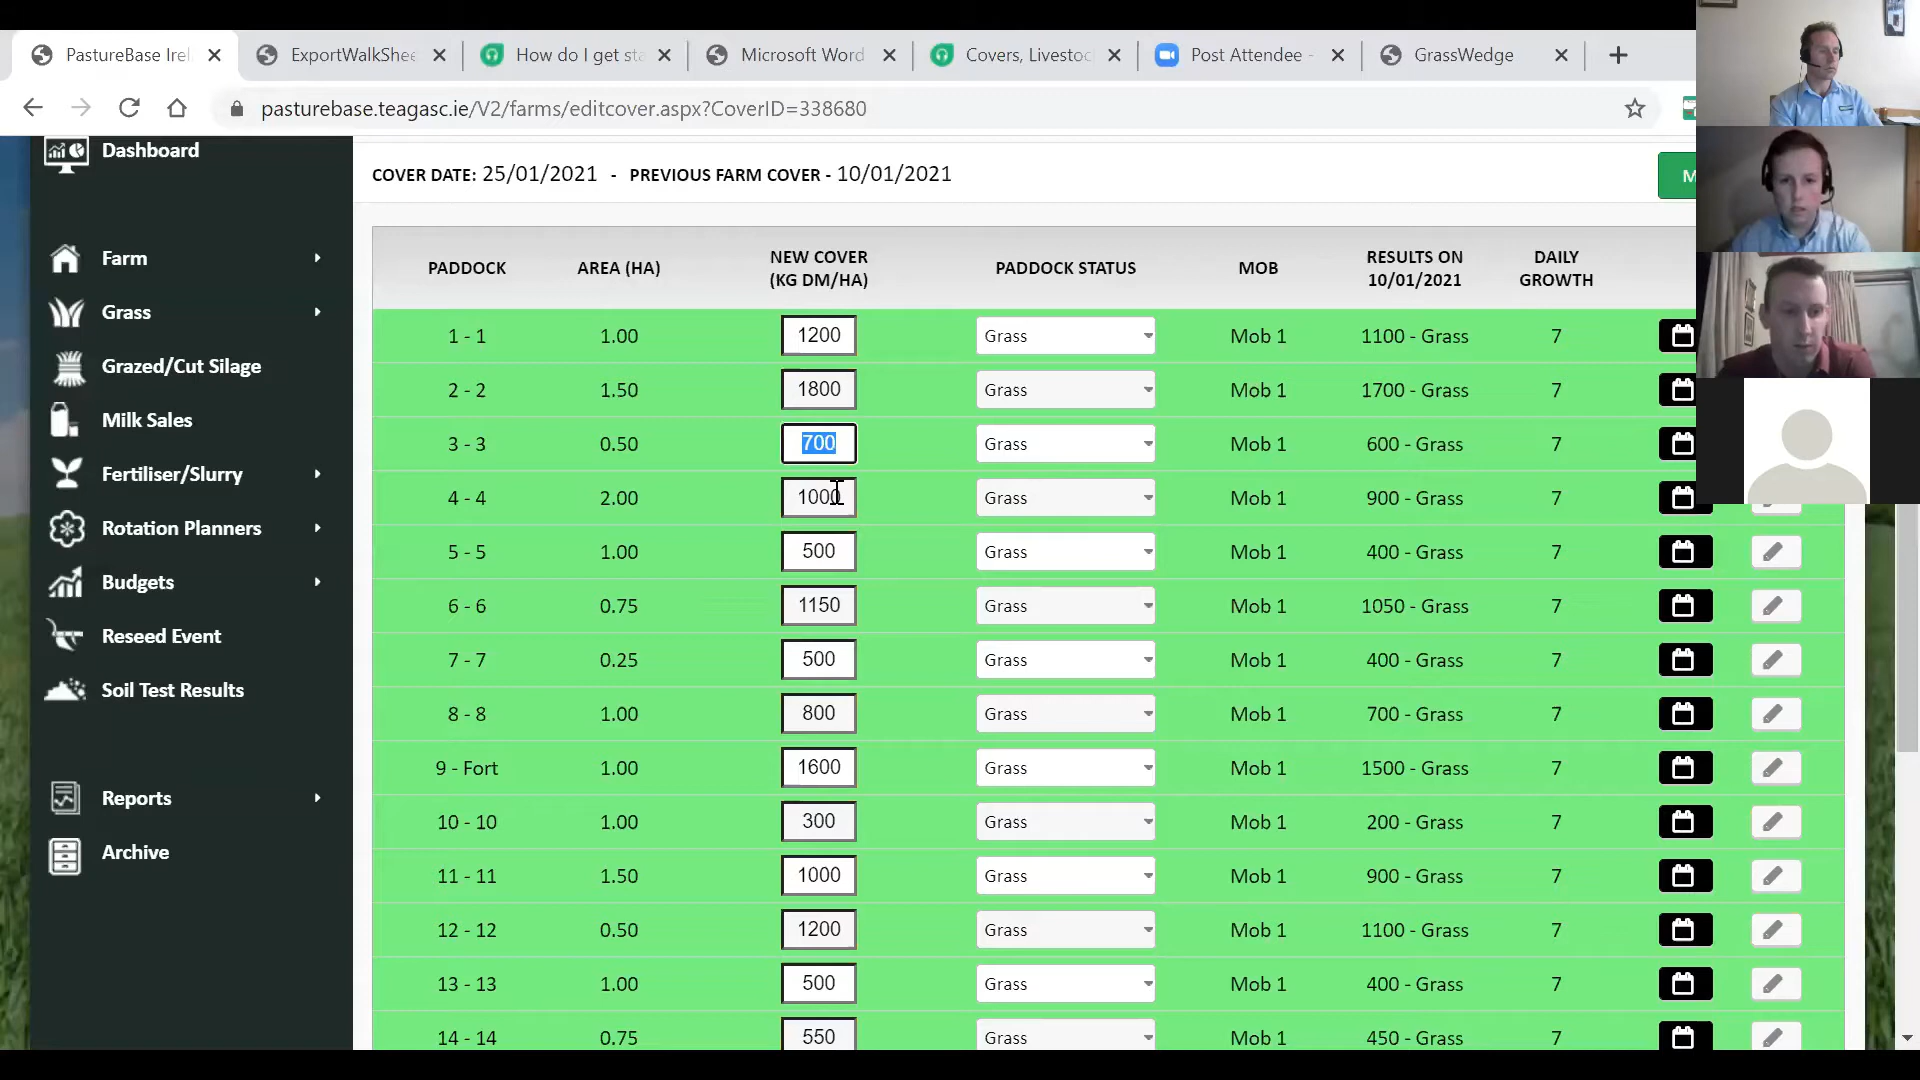 PastureBase Irel
ExportWalkShee
How do I get sta
Microsoft Word
Covers, Livestoc
Post Attendee -
GrassWedge
pasturebase.teagasc.ie/V2/farms/editcover.aspx?CoverID=338680
Dashboard
Farm
Grass
Grazed/Cut Silage
Milk Sales
Fertiliser/Slurry
Rotation Planners
Budgets
Reseed Event
Soil Test Results
Reports
Archive
COVER DATE: 25/01/2021 - PREVIOUS FARM COVER - 10/01/2021
M
PADDOCK AREA (HA) NEW COVER (KG DM/HA) PADDOCK STATUS MOB RESULTS ON 10/01/2021 DAILY GROWTH
1 - 1 1.00 1200 Grass Mob 1 1100 - Grass 7
2 - 2 1.50 1800 Grass Mob 1 1700 - Grass 7
3 - 3 0.50 700 Grass Mob 1 600 - Grass 7
4 - 4 2.00 1000 Grass Mob 1 900 - Grass 7
5 - 5 1.00 500 Grass Mob 1 400 - Grass 7
6 - 6 0.75 1150 Grass Mob 1 1050 - Grass 7
7 - 7 0.25 500 Grass Mob 1 400 - Grass 7
8 - 8 1.00 800 Grass Mob 1 700 - Grass 7
9 - Fort 1.00 1600 Grass Mob 1 1500 - Grass 7
10 - 10 1.00 300 Grass Mob 1 200 - Grass 7
11 - 11 1.50 1000 Grass Mob 1 900 - Grass 7
12 - 12 0.50 1200 Grass Mob 1 1100 - Grass 7
13 - 13 1.00 500 Grass Mob 1 400 - Grass 7
14 - 14 0.75 550 Grass Mob 1 450 - Grass 7